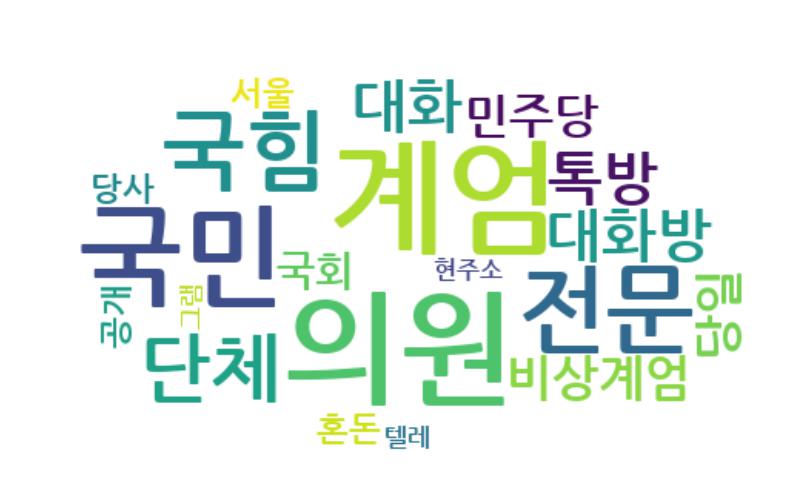 서울
대화
민주당
국힘
계엄
톡방
당사
국민
대화방
국회
현주소
공개
그램
전문
당일
단체
의원
비상계엄
혼돈
텔레